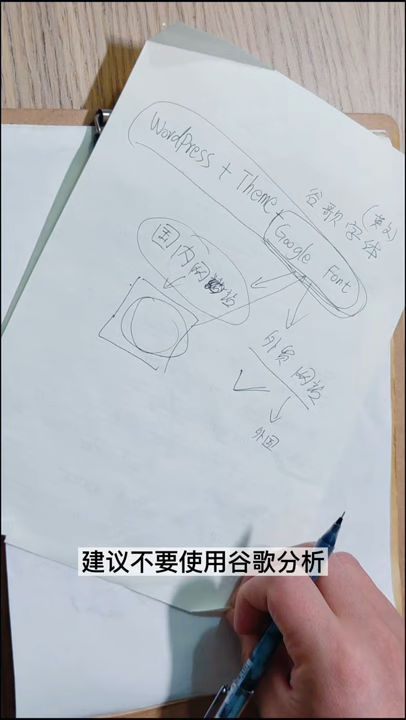 WordPress + Theme +
Google Font
谷歌字体
(英文)
国内网站
外贸网站
外国
建议不要使用谷歌分析